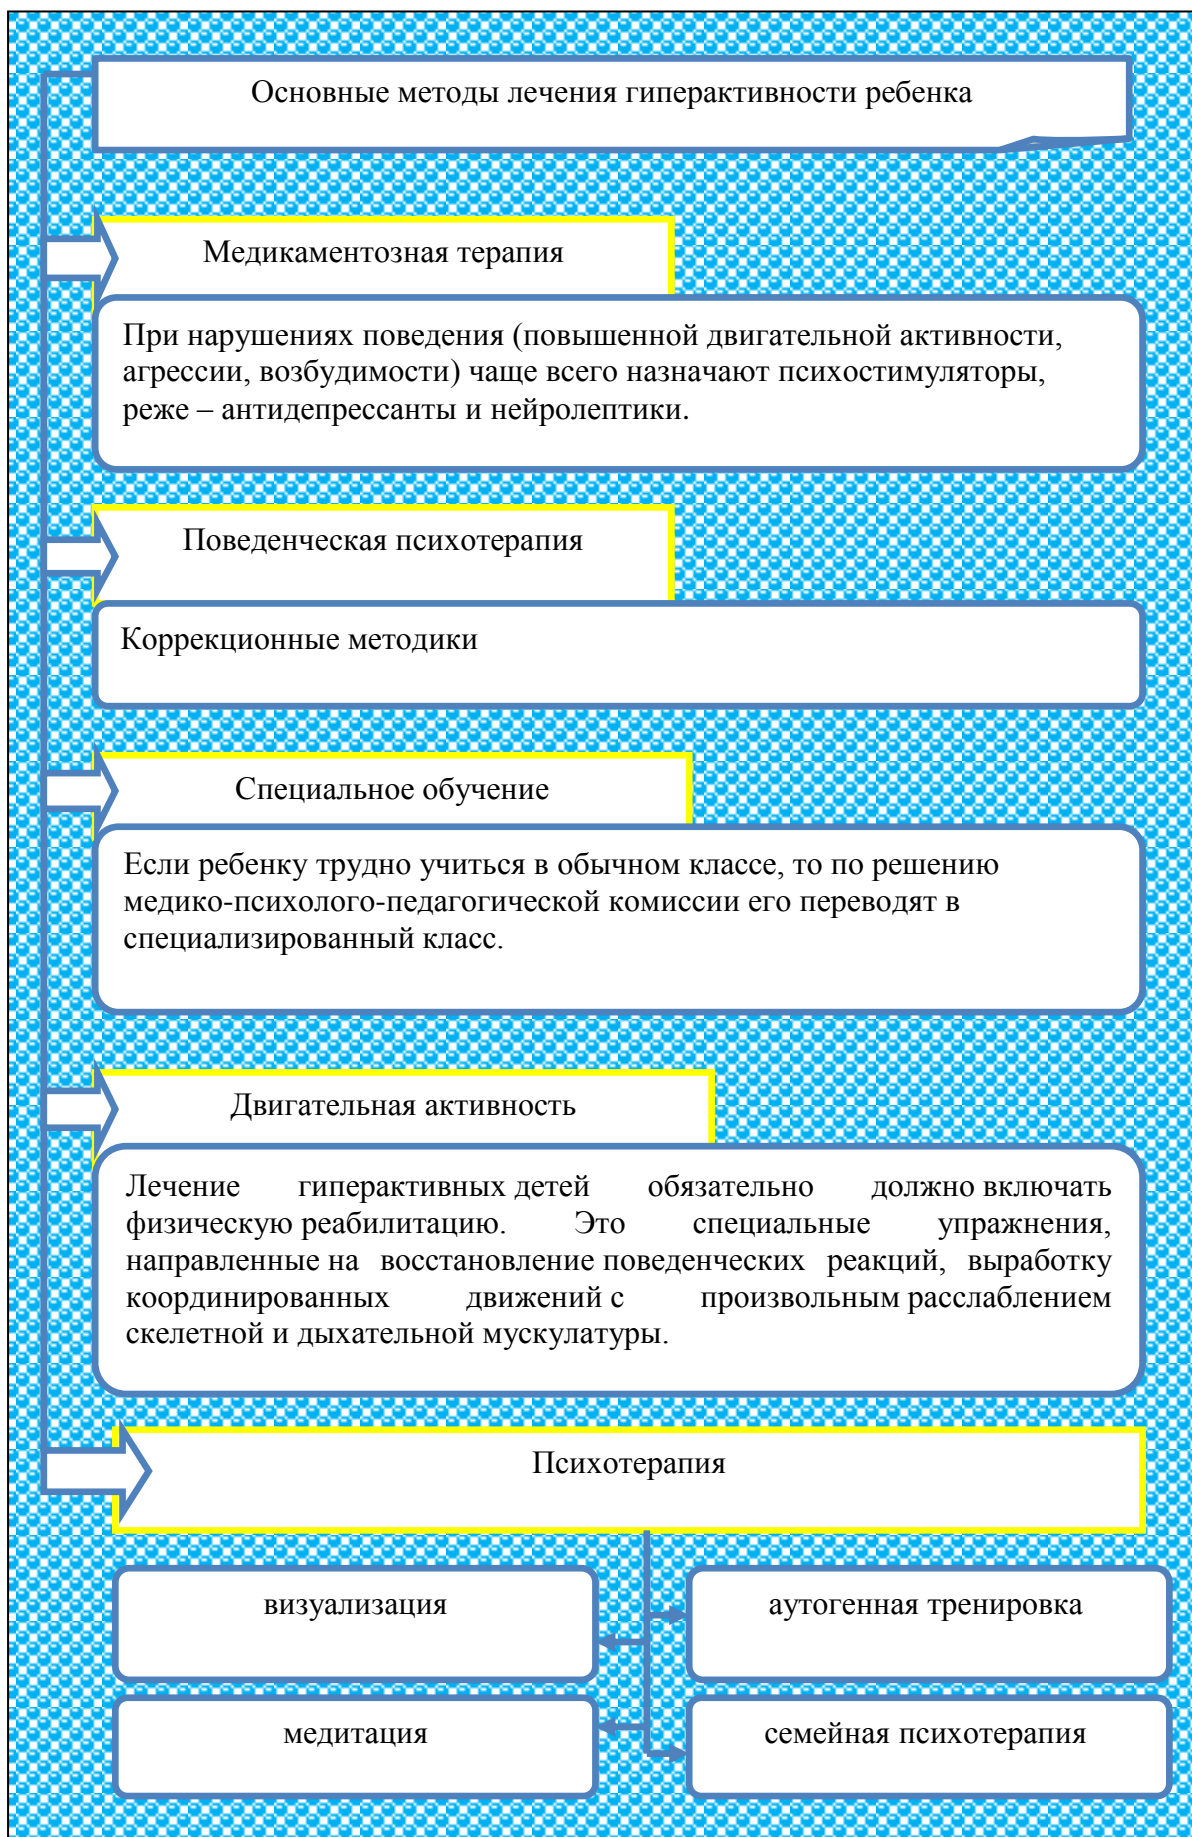 Основные методы лечения гиперактивности ребенка
Медикаментозная терапия
При нарушениях поведения (повышенной двигательной активности,
агрессии, возбудимости) чаще всего назначают психостимуляторы,
реже – антидепрессанты и нейролептики.
Поведенческая психотерапия
Коррекционные методики
Специальное обучение
Если ребенку трудно учиться в обычном классе, то по решению
медико-психолого-педагогической комиссии его переводят в
специализированный класс.
Двигательная активность
Лечение гиперактивных детей обязательно должно включать
физическую реабилитацию. Это специальные упражнения,
направленные на восстановление поведенческих реакций, выработку
координированных движений с произвольным расслаблением
скелетной и дыхательной мускулатуры.
Психотерапия
визуализация
аутогенная тренировка
медитация
семейная психотерапия